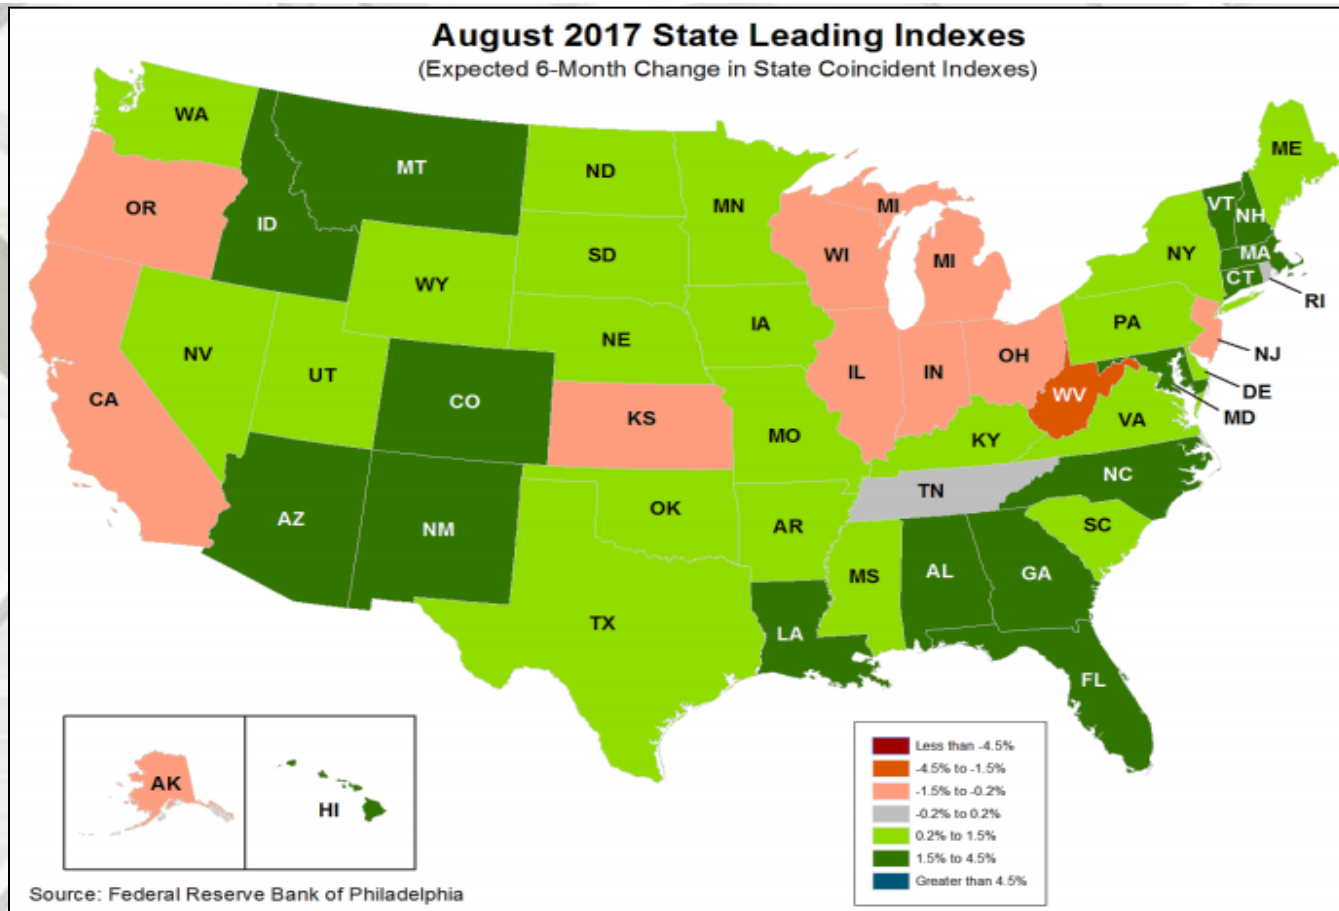 August 2017 State Leading Indexes
(Expected 6-Month Change in State Coincident Indexes)
WA
MT
ND
MN
ME
OR
ID
SD
WI
MI
MI
NY
VT
NH
MA
CT
RI
WY
IA
PA
NV
UT
NE
IL
IN
OH
NJ
CA
CO
KS
MO
WV
DE
MD
KY
VA
AZ
NM
OK
AR
TN
NC
SC
TX
LA
MS
AL
GA
FL
AK
HI
Less than -4.5%
-4.5% to -1.5%
-1.5% to -0.2%
-0.2% to 0.2%
0.2% to 1.5%
1.5% to 4.5%
Greater than 4.5%
Source: Federal Reserve Bank of Philadelphia